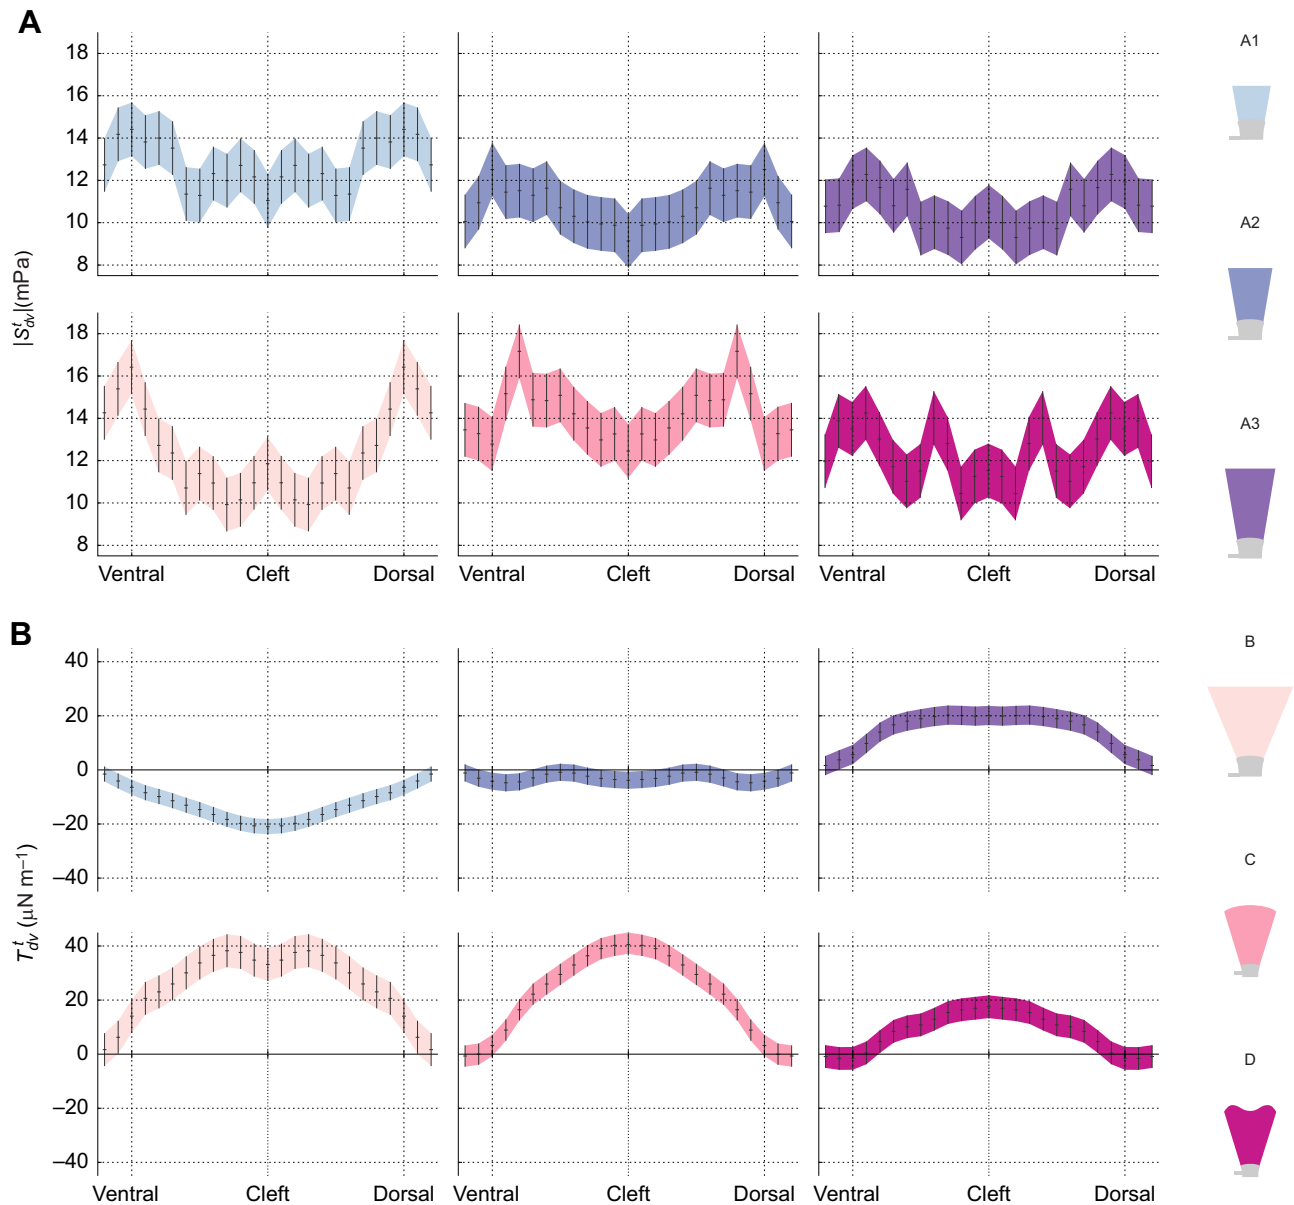 A
|S^t_dv| (mPa)
18
16
14
12
10
8
18
16
14
12
10
8
Ventral Cleft Dorsal Ventral Cleft Dorsal Ventral Cleft Dorsal
B
T^t_dv (µN m⁻¹)
40
20
0
–20
–40
40
20
0
–20
–40
Ventral Cleft Dorsal Ventral Cleft Dorsal Ventral Cleft Dorsal
A1
A2
A3
B
C
D